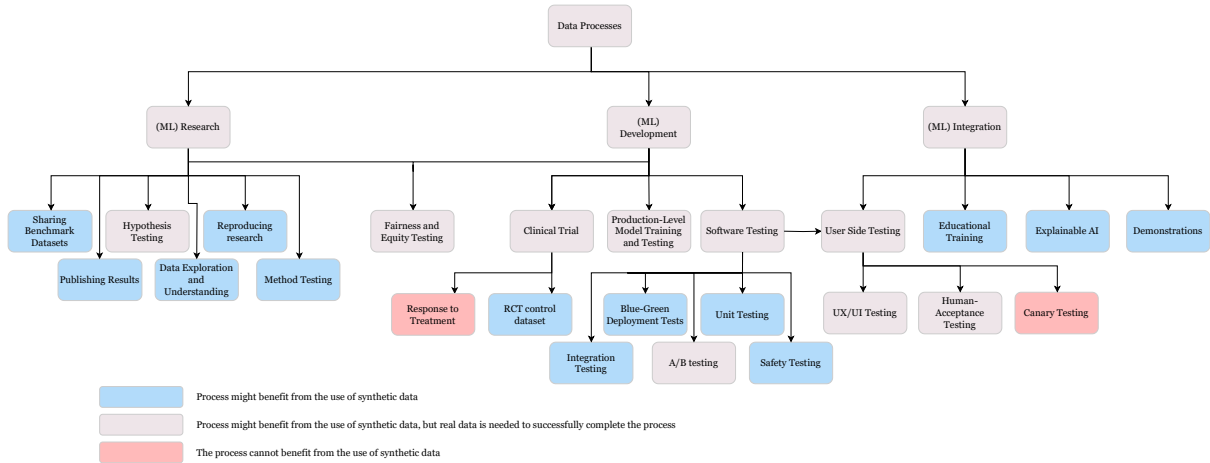 Data Processes
(ML) Research
(ML)
Development
(ML) Integration
Sharing
Benchmark
Datasets
Hypothesis
Testing
Reproducing
research
Fairness and
Equity Testing
Clinical Trial
Production-Level
Model Training
and Testing
Software Testing
User Side Testing
Educational
Training
Explainable AI
Demonstrations
Publishing Results
Data Exploration
and
Understanding
Method Testing
Response to
Treatment
RCT control
dataset
Blue-Green
Deployment Tests
Unit Testing
UX/UI Testing
Human-
Acceptance
Testing
Canary Testing
Integration
Testing
A/B testing
Safety Testing
Process might benefit from the use of synthetic data
Process might benefit from the use of synthetic data, but real data is needed to successfully complete the process
The process cannot benefit from the use of synthetic data